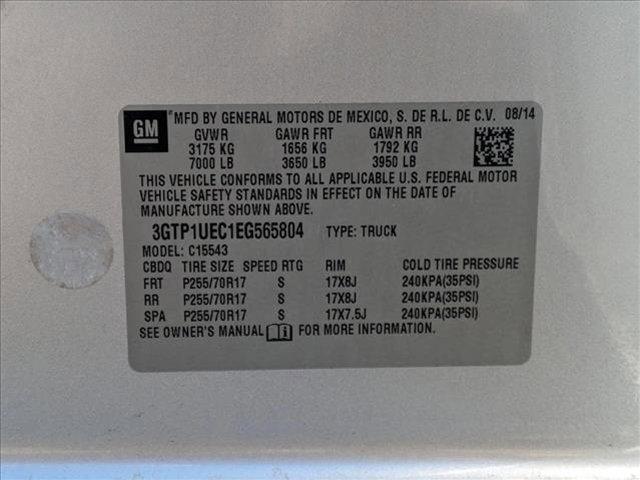 GM
*MFD BY GENERAL MOTORS DE MEXICO, S. DE R.L. DE C.V. 08/14
GVWR GAWR FRT GAWR RR
3175 KG 1656 KG 1792 KG
7000 LB 3650 LB 3950 LB
THIS VEHICLE CONFORMS TO ALL APPLICABLE U.S. FEDERAL MOTOR
VEHICLE SAFETY STANDARDS IN EFFECT ON THE DATE OF
MANUFACTURE SHOWN ABOVE.
3GTP1UEC1EG565804 TYPE: TRUCK
MODEL: C15543
CBDQ TIRE SIZE SPEED RTG RIM COLD TIRE PRESSURE
FRT P255/70R17 S 17X8J 240KPA(35PSI)
RR P255/70R17 S 17X8J 240KPA(35PSI)
SPA P255/70R17 S 17X7.5J 240KPA(35PSI)
SEE OWNER'S MANUAL FOR MORE INFORMATION.